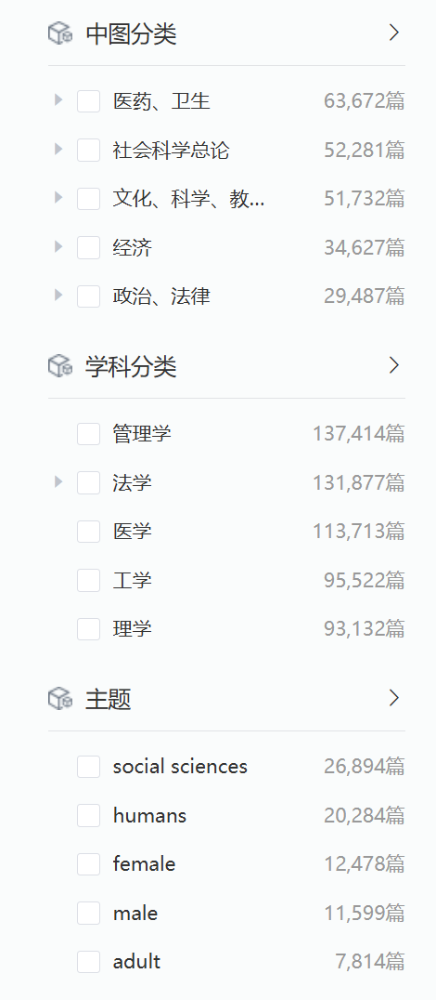 中图分类
医药、卫生 63,672篇
社会科学总论 52,281篇
文化、科学、教... 51,732篇
经济 34,627篇
政治、法律 29,487篇
学科分类
管理学 137,414篇
法学 131,877篇
医学 113,713篇
工学 95,522篇
理学 93,132篇
主题
social sciences 26,894篇
humans 20,284篇
female 12,478篇
male 11,599篇
adult 7,814篇